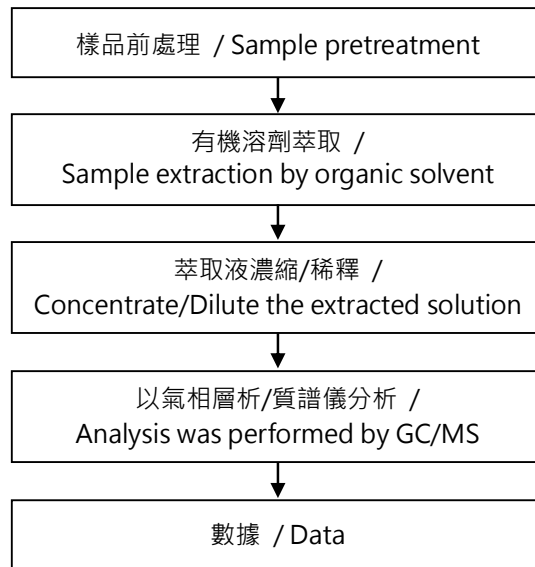 樣品前處理 / Sample pretreatment
有機溶劑萃取 /
Sample extraction by organic solvent
萃取液濃縮/稀釋 /
Concentrate/Dilute the extracted solution
以氣相層析/質譜儀分析 /
Analysis was performed by GC/MS
數據 / Data